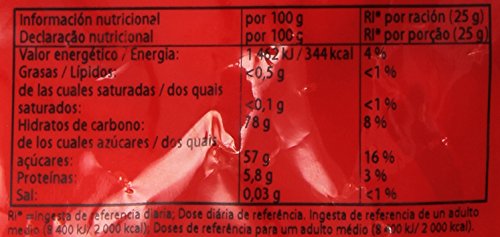 Información nutricional por 100 g RI* por ración (25 g)
Declaração nutricional por 100 g RI* por porção (25 g)
Valor energético / Energia: 1 462 kJ / 344 kcal 4 %
Grasas / Lípidos: <0,5 g <1 %
de las cuales saturadas / dos quais
saturados: <0,1 g <1 %
Hidratos de carbono: 78 g 8 %
de los cuales azúcares / dos quais
açúcares: 57 g 16 %
Proteínas: 5,8 g 3 %
Sal: 0,03 g <1 %
RI* =ingesta de referencia diaria; Dose diária de referência. Ingesta de referencia de un adulto
medio (8 400 kJ/ 2 000 kcal). Doses de referência para um adulto médio (8 400 kJ/ 2 000 kcal).